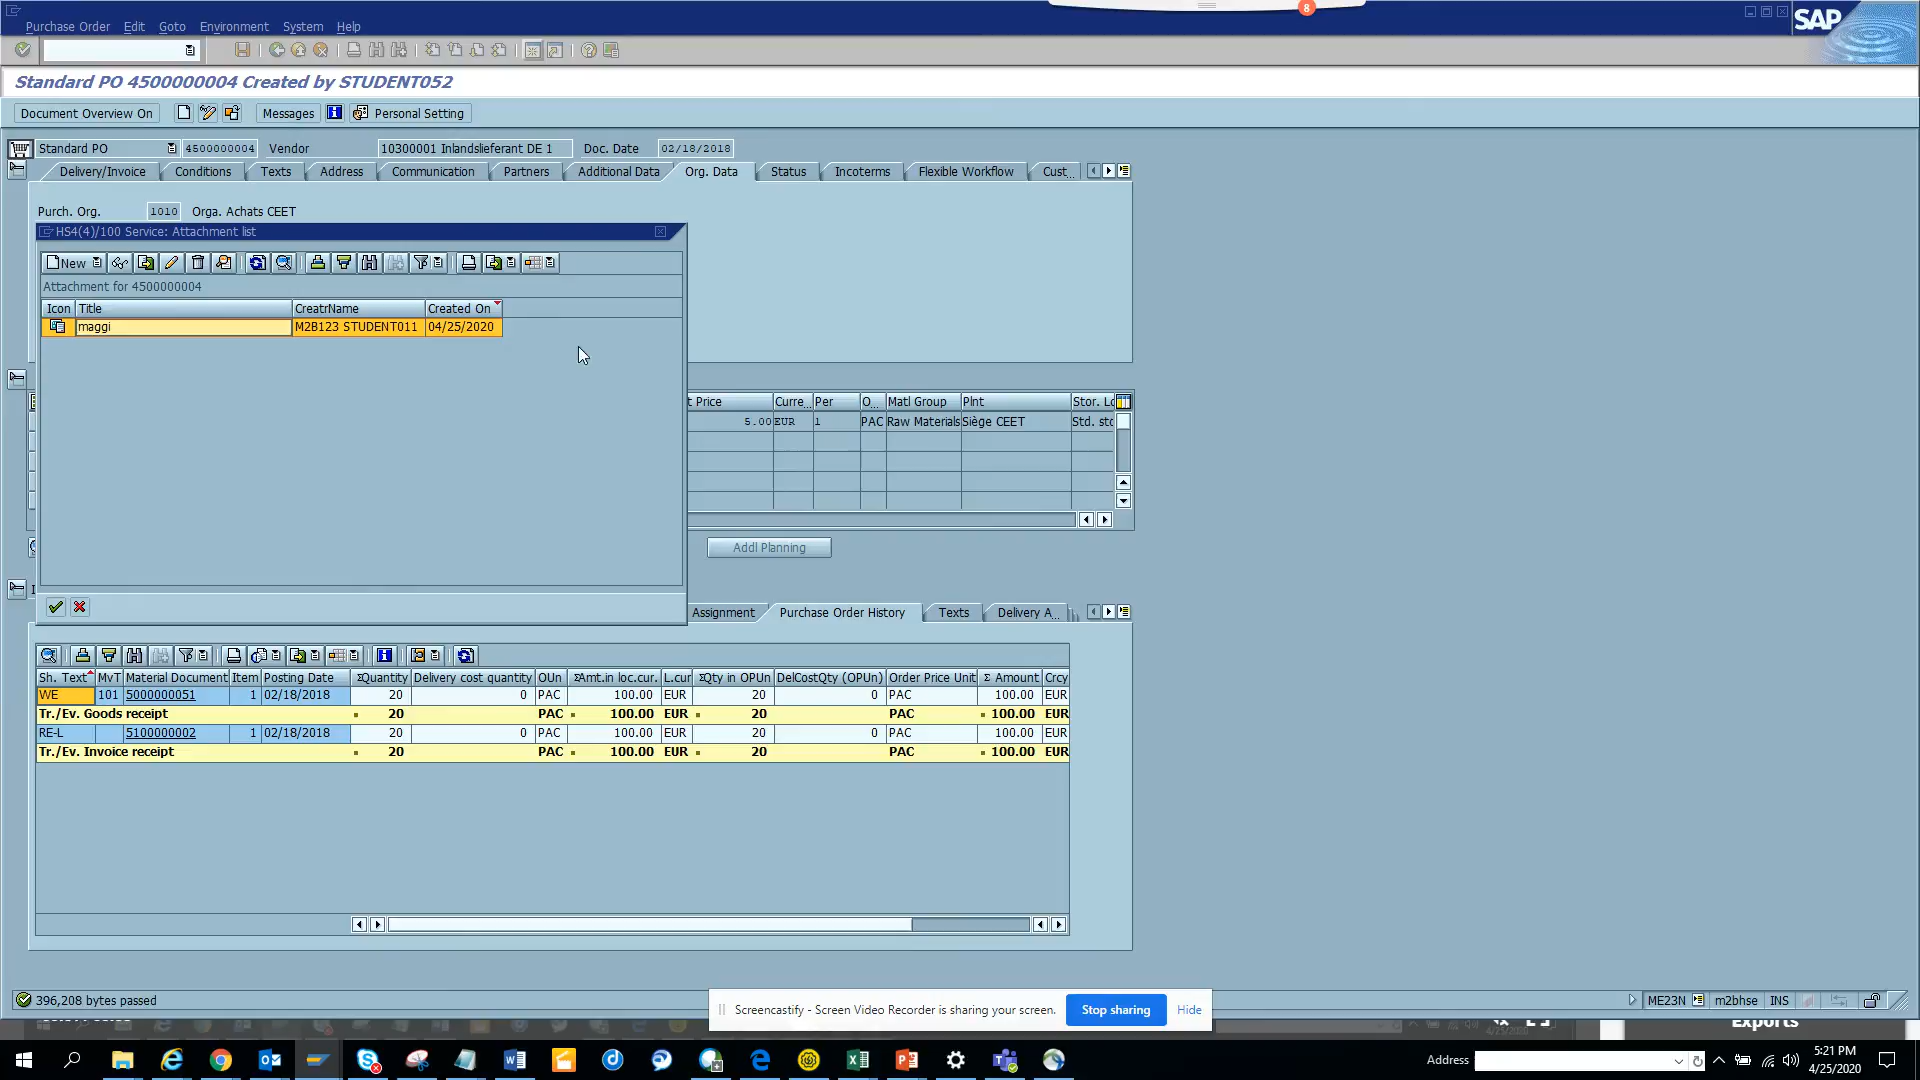 8
Purchase Order Edit Goto Environment System Help
SAP
Standard PO 4500000004 Created by STUDENT052
Document Overview On Messages Personal Setting
Standard PO 4500000004 Vendor 10300001 Inlandslieferant DE 1 Doc. Date 02/18/2018
Delivery/Invoice Conditions Texts Address Communication Partners Additional Data Org. Data Status Incoterms Flexible Workflow Cust...
Purch. Org. 1010 Orga. Achats CEET
HS4(4)/100 Service: Attachment list
New
Attachment for 4500000004
Icon Title CreatrName Created On
maggi M2B123 STUDENT011 04/25/2020
t Price Curre... Per O... Matl Group Plnt Stor. Lo
5.00 EUR 1 PAC Raw Materials Siège CEET Std. sto
Addl Planning
Assignment Purchase Order History Texts Delivery A...
Sh. Text MvT Material Document Item Posting Date ΣQuantity Delivery cost quantity OUn ΣAmt.in loc.cur. L.cur ΣQty in OPUn DelCostQty (OPUn) Order Price Unit Σ Amount Crcy
WE 101 5000000051 1 02/18/2018 20 0 PAC 100.00 EUR 20 0 PAC 100.00 EUR
Tr./Ev. Goods receipt 20 PAC 100.00 EUR 20 PAC 100.00 EUR
RE-L 5100000002 1 02/18/2018 20 0 PAC 100.00 EUR 20 0 PAC 100.00 EUR
Tr./Ev. Invoice receipt 20 PAC 100.00 EUR 20 PAC 100.00 EUR
396,208 bytes passed
ME23N m2bhse INS
Screencastify - Screen Video Recorder is sharing your screen. Stop sharing Hide
Exports
Address
5:21 PM
4/25/2020